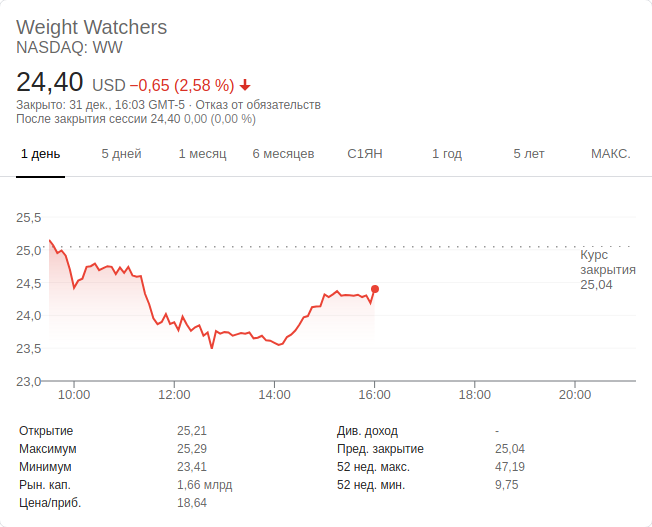 Weight Watchers
NASDAQ: WW
24,40 USD −0,65 (2,58 %)
Закрыто: 31 дек., 16:03 GMT-5 · Отказ от обязательств
После закрытия сессии 24,40 0,00 (0,00 %)
1 день 5 дней 1 месяц 6 месяцев С1ЯН 1 год 5 лет МАКС.
25,5
25,0
Курс
закрытия
25,04
24,5
24,0
23,5
23,0
10:00 12:00 14:00 16:00 18:00 20:00
Открытие 25,21 Див. доход -
Максимум 25,29 Пред. закрытие 25,04
Минимум 23,41 52 нед. макс. 47,19
Рын. кап. 1,66 млрд 52 нед. мин. 9,75
Цена/приб. 18,64